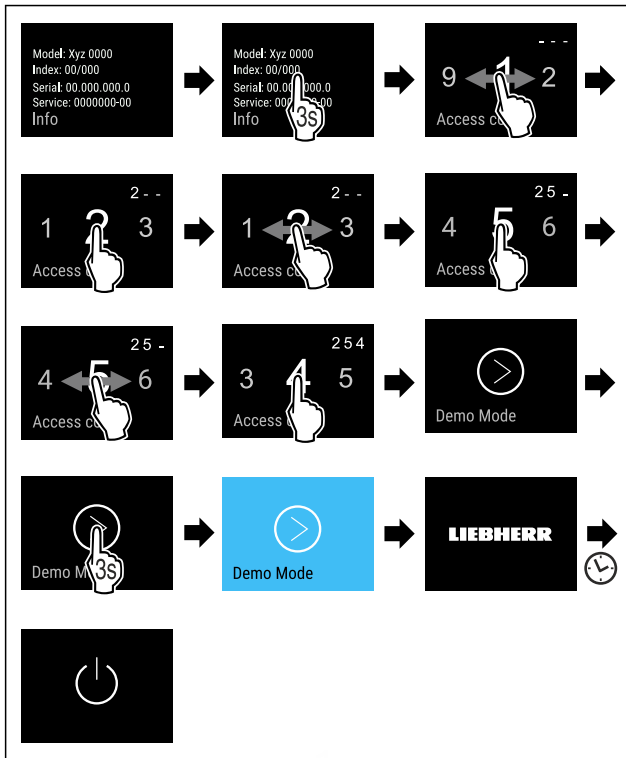 Model: Xyz 0000
Index: 00/000
Serial: 00.000.000.0
Service: 0000000-00
Info
Model: Xyz 0000
Index: 00/000
Serial: 00.00 .0
Service: 00 -00
Info
3s
- - -
9 1 2
Access
2 - -
1 2 3
Access
2 - -
1 2 3
Access
2 5 -
4 5 6
Access
2 5 -
4 5 6
Access
2 5 4
3 4 5
Access
Demo Mode
Demo M
3s
Demo Mode
LIEBHERR